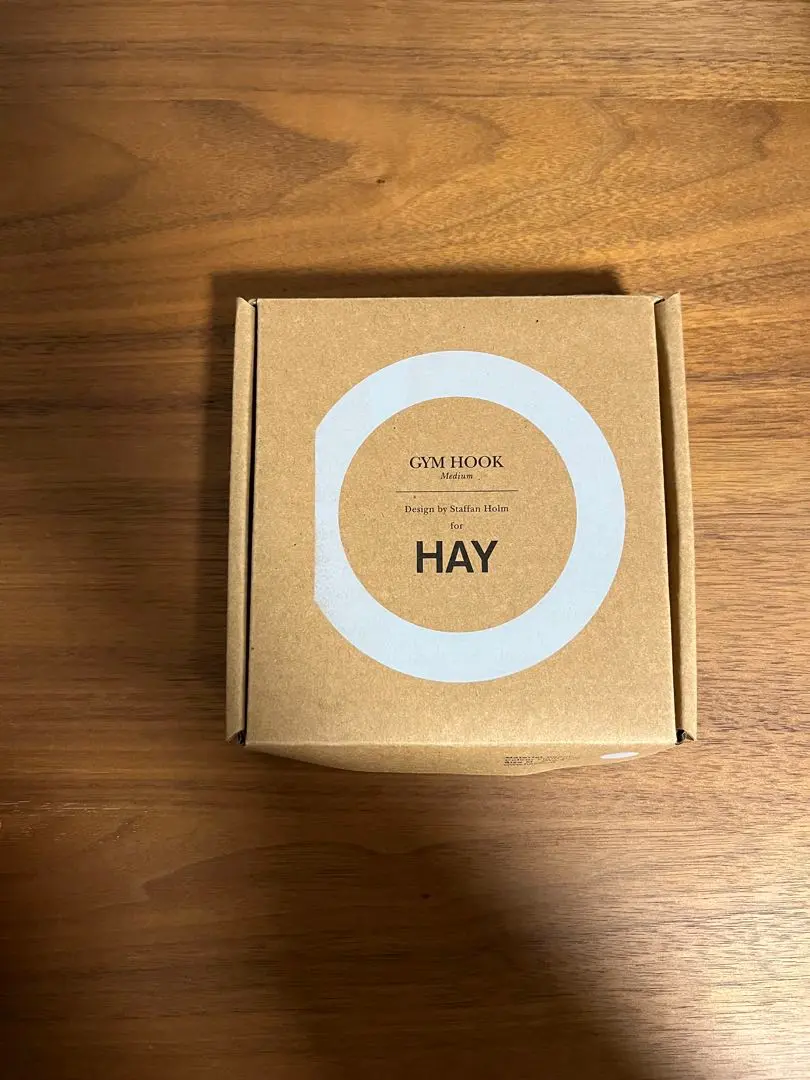 GYM HOOK
Medium
Design by Staffan Holm
for
HAY